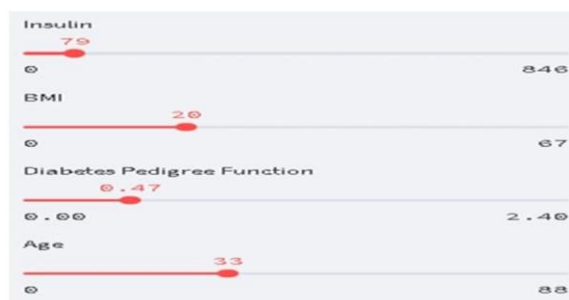 Insulin
79
0 846
BMI
20
0 67
Diabetes Pedigree Function
0.47
0.00 2.40
Age
33
0 88